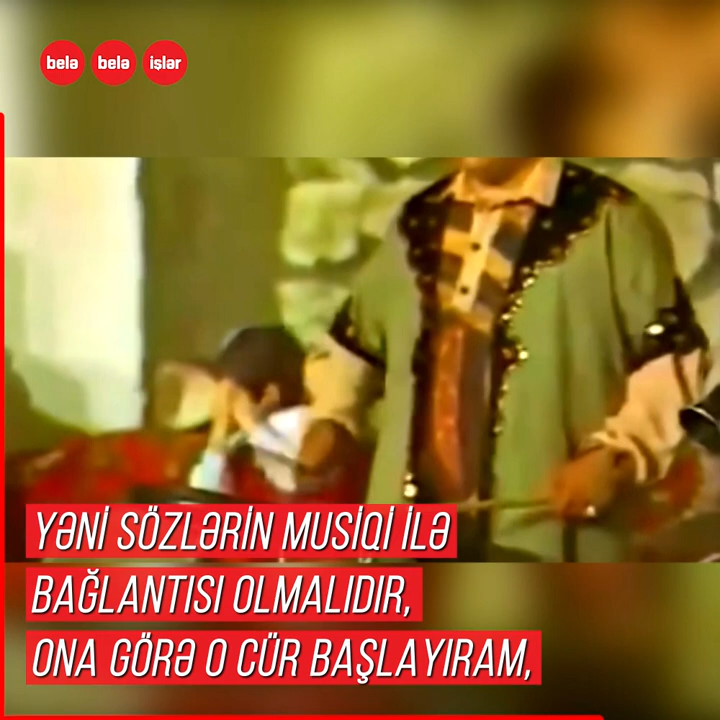 belə belə işlər
YƏNİ SÖZLƏRİN MUSİQİ İLƏ
BAĞLANTISI OLMALIDIR,
ONA GÖRƏ O CÜR BAŞLAYIRAM,